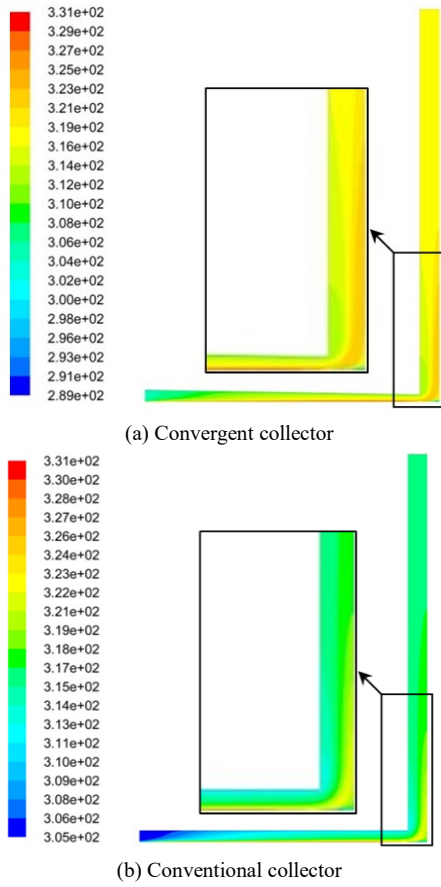 3.31e+02
3.29e+02
3.27e+02
3.25e+02
3.23e+02
3.21e+02
3.19e+02
3.16e+02
3.14e+02
3.12e+02
3.10e+02
3.08e+02
3.06e+02
3.04e+02
3.02e+02
3.00e+02
2.98e+02
2.96e+02
2.93e+02
2.91e+02
2.89e+02
(a) Convergent collector
3.31e+02
3.30e+02
3.28e+02
3.27e+02
3.26e+02
3.24e+02
3.23e+02
3.22e+02
3.21e+02
3.19e+02
3.18e+02
3.17e+02
3.15e+02
3.14e+02
3.13e+02
3.11e+02
3.10e+02
3.09e+02
3.08e+02
3.06e+02
3.05e+02
(b) Conventional collector